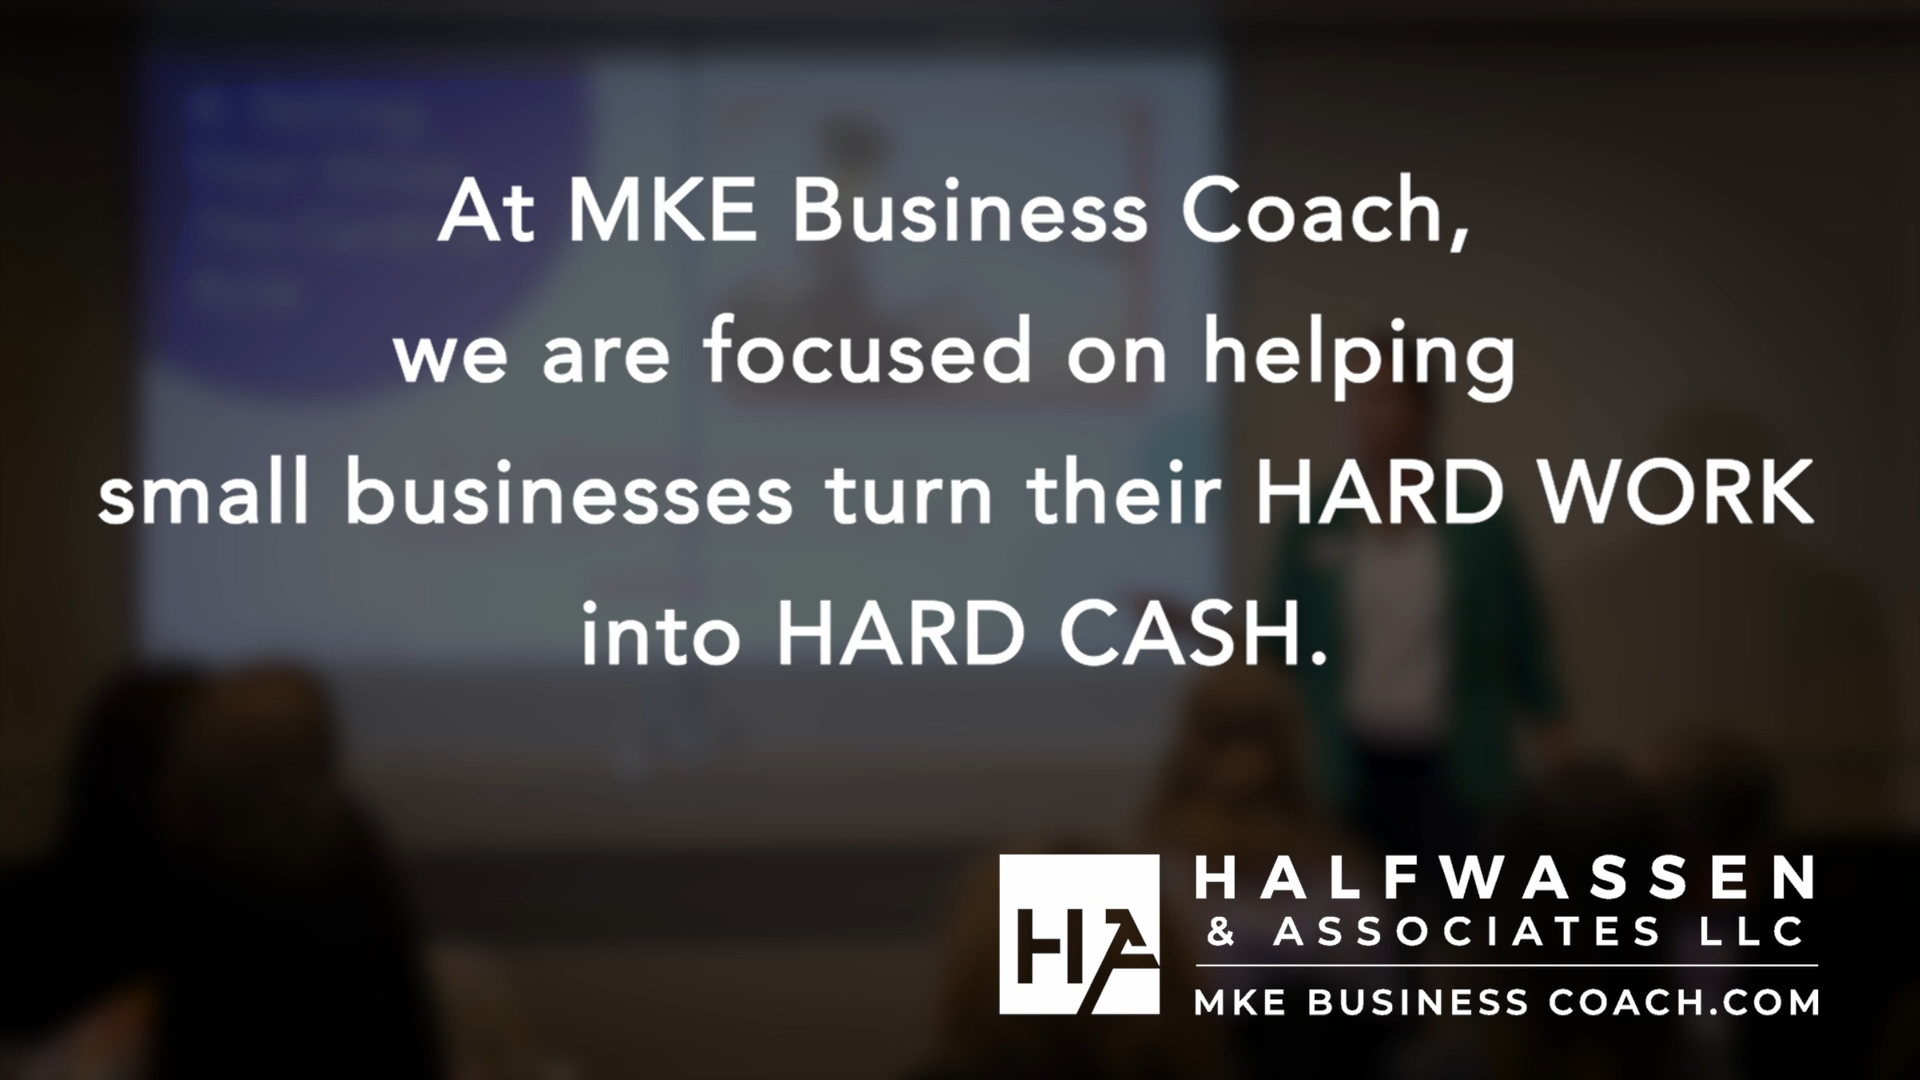 At MKE Business Coach,
we are focused on helping
small businesses turn their HARD WORK
into HARD CASH.
HA
HALFWASSEN
& ASSOCIATES LLC
MKE BUSINESS COACH.COM